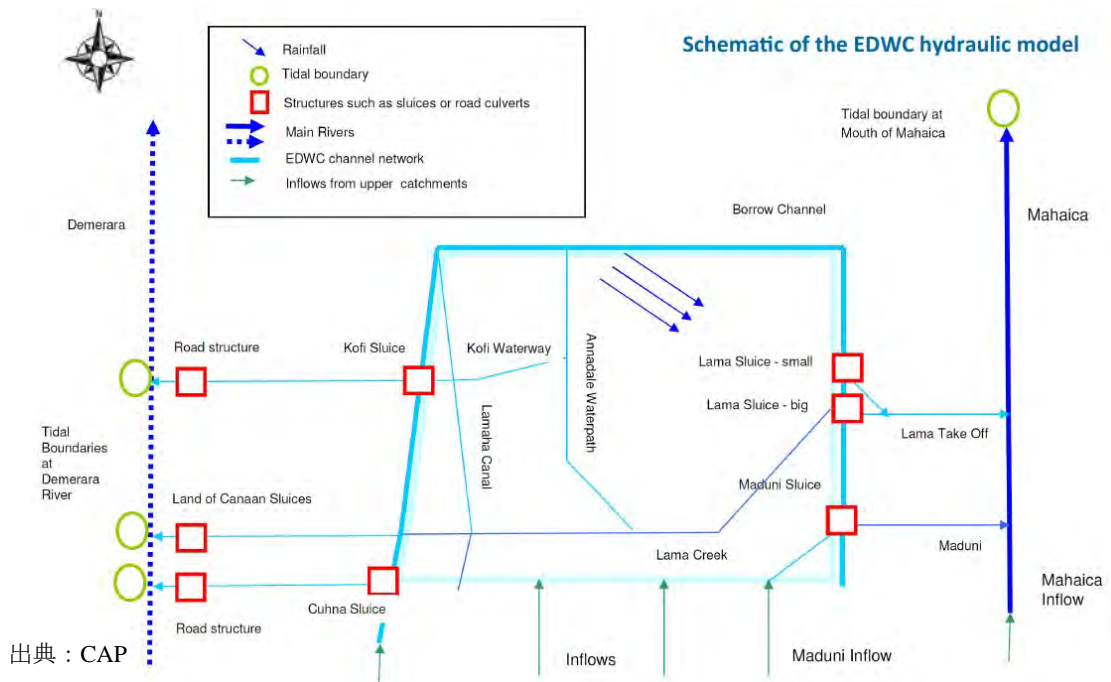 N
Schematic of the EDWC hydraulic model
Rainfall
Tidal boundary
Structures such as sluices or road culverts
Main Rivers
EDWC channel network
Inflows from upper catchments
Tidal boundary at
Mouth of Mahaica
Demerara
Borrow Channel
Mahaica
Road structure
Kofi Sluice
Kofi Waterway
Annadale Waterpath
Lamaha Canal
Lama Sluice - small
Lama Sluice - big
Lama Take Off
Tidal
Boundaries
at
Demerara
River
Land of Canaan Sluices
Maduni Sluice
Maduni
Lama Creek
Cuhna Sluice
Road structure
Mahaica
Inflow
Inflows
Maduni Inflow
出典：CAP